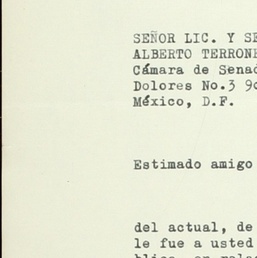 SEÑOR LIC. Y SE
ALBERTO TERRONE
Cámara de Senad
Dolores No.3 9
México, D.F.
Estimado amigo
del actual, de
le fue a usted